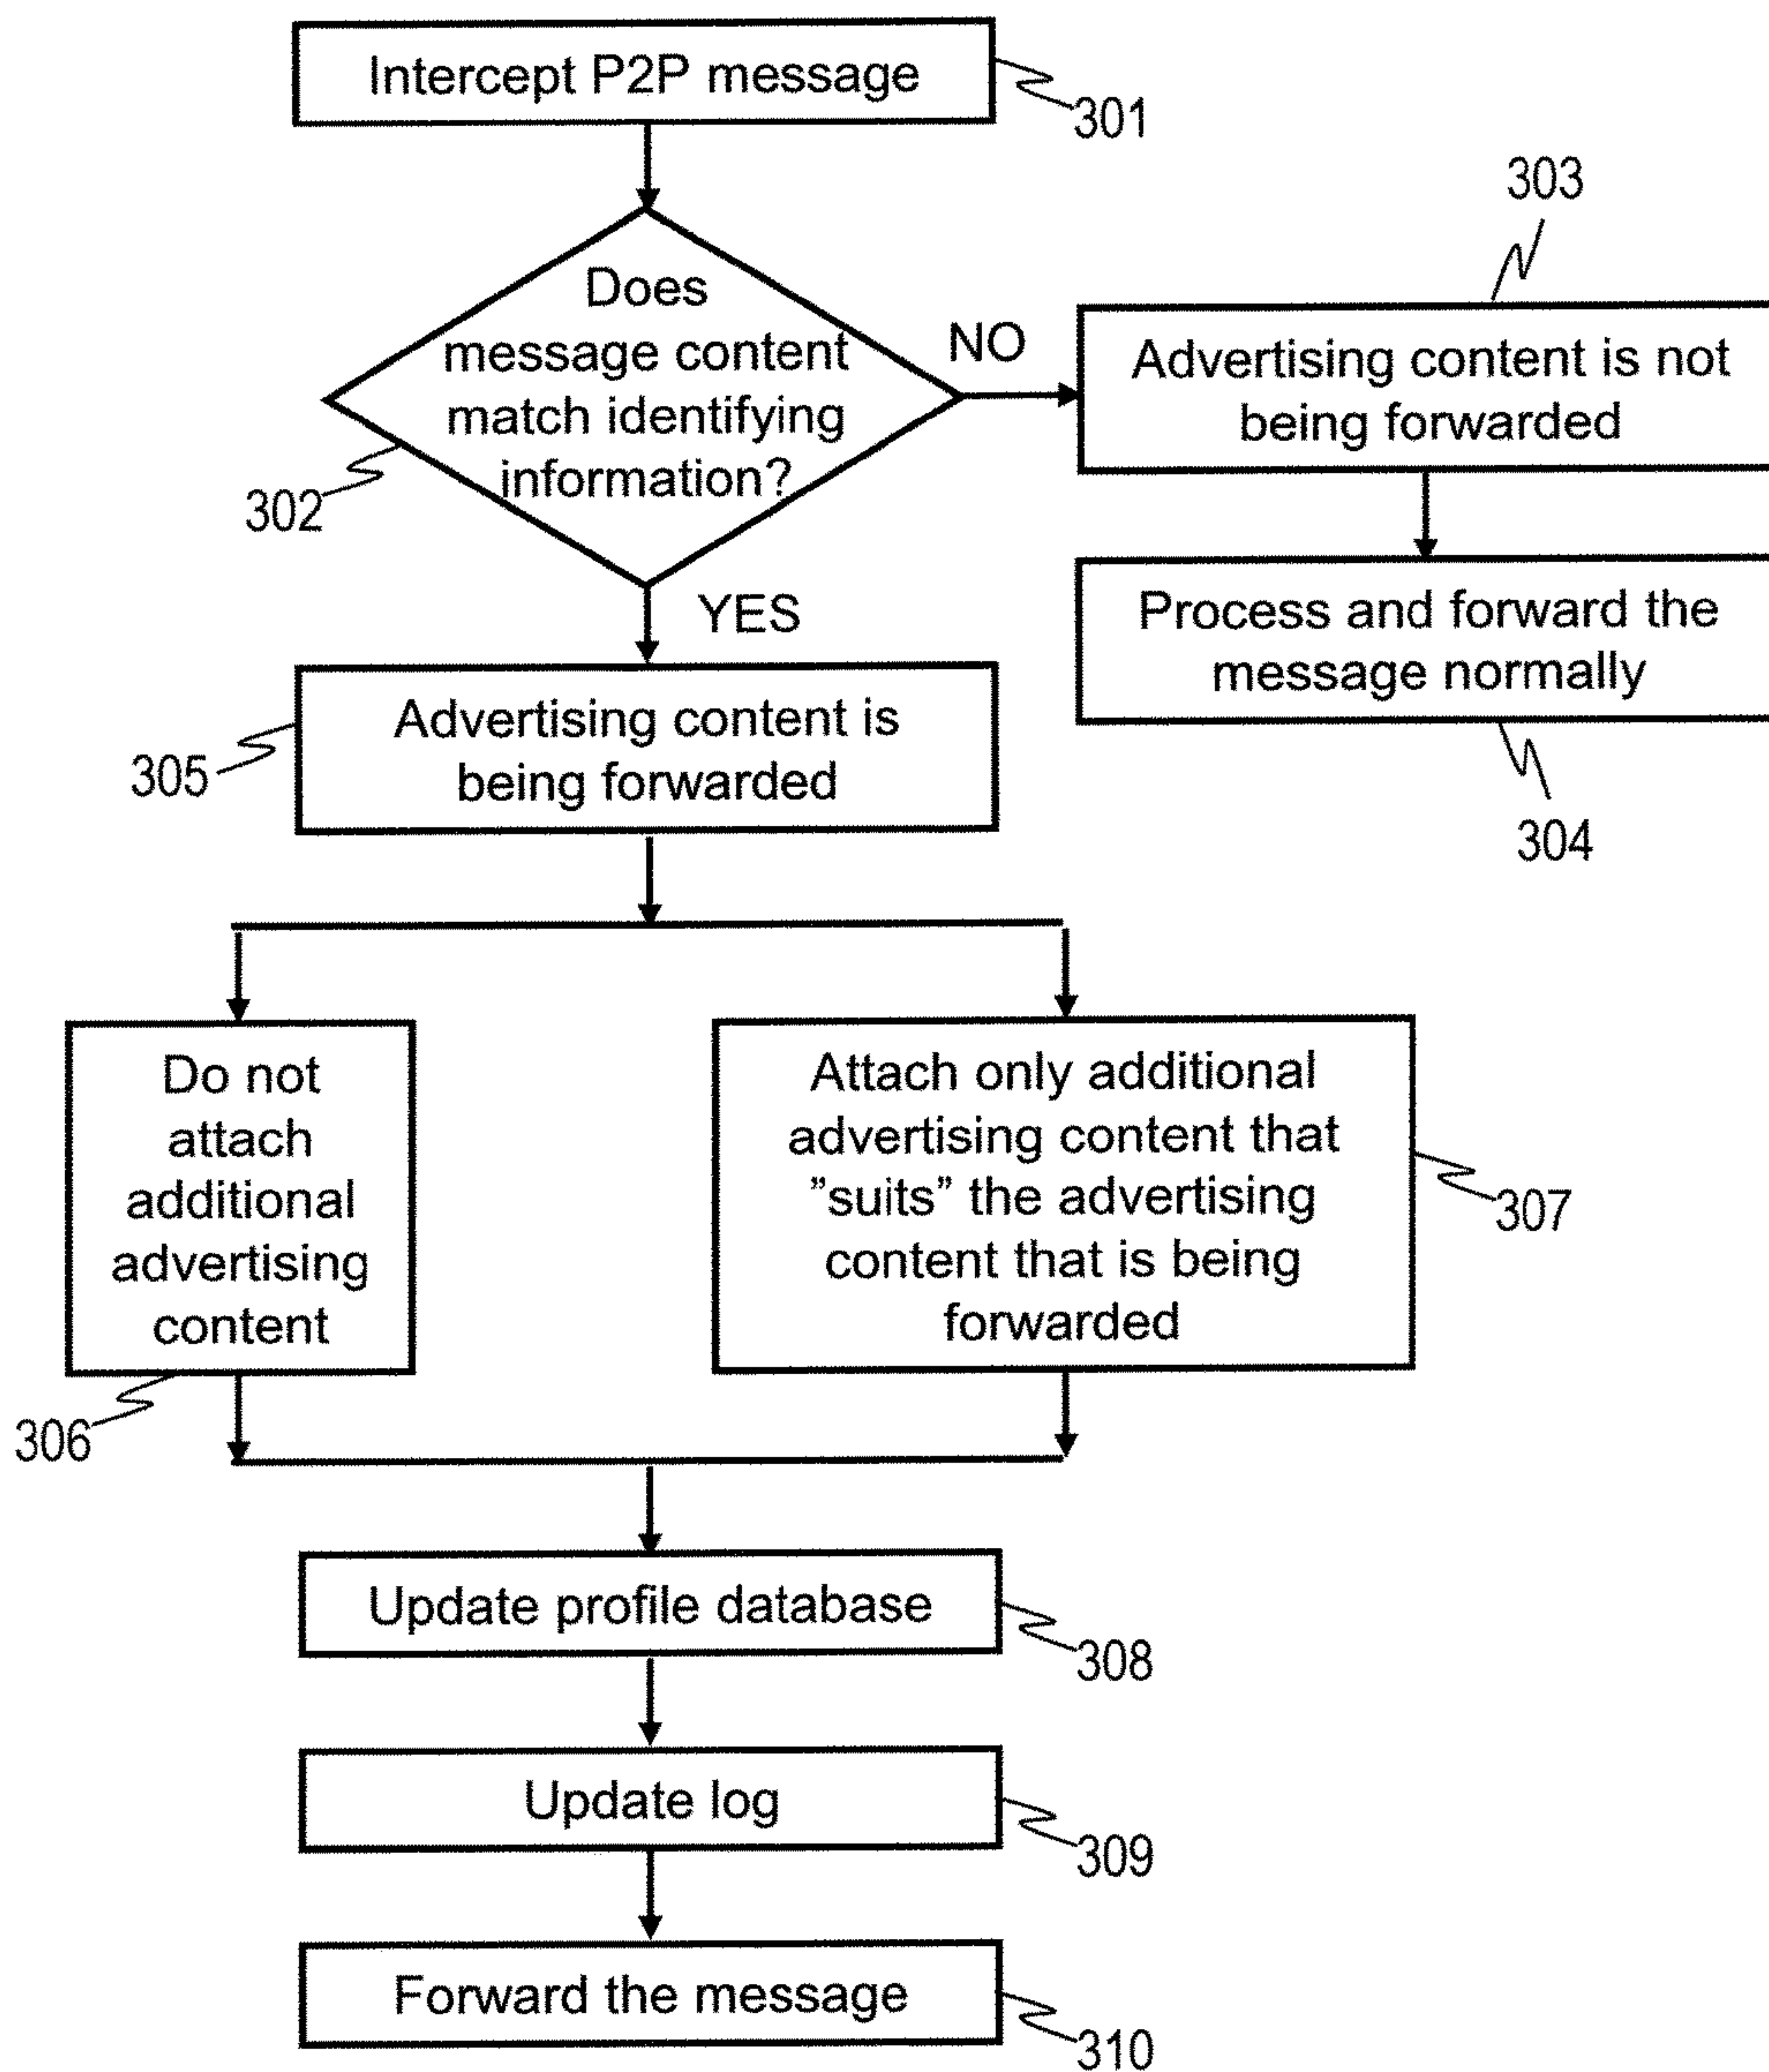 Intercept P2P message
301
303
Does
message content
match identifying
information?
302
NO
Advertising content is not
being forwarded
YES
Process and forward the
message normally
304
Advertising content is
being forwarded
305
Do not
attach
additional
advertising
content
306
Attach only additional
advertising content that
”suits” the advertising
content that is being
forwarded
307
Update profile database
308
Update log
309
Forward the message
310